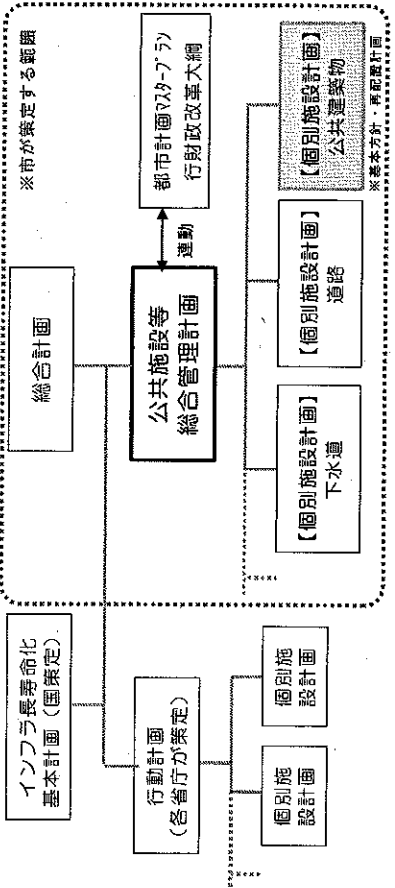 ※市が策定する範囲
インフラ長寿命化
基本計画（国策定）
総合計画
行動計画
（各省庁が策定）
公共施設等
総合管理計画
連動
都市計画マスタープラン
行財政改革大綱
個別施
設計画
個別施
設計画
【個別施設計画】
下水道
【個別施設計画】
道路
【個別施設計画】
公共建築物
※基本方針・再配置計画